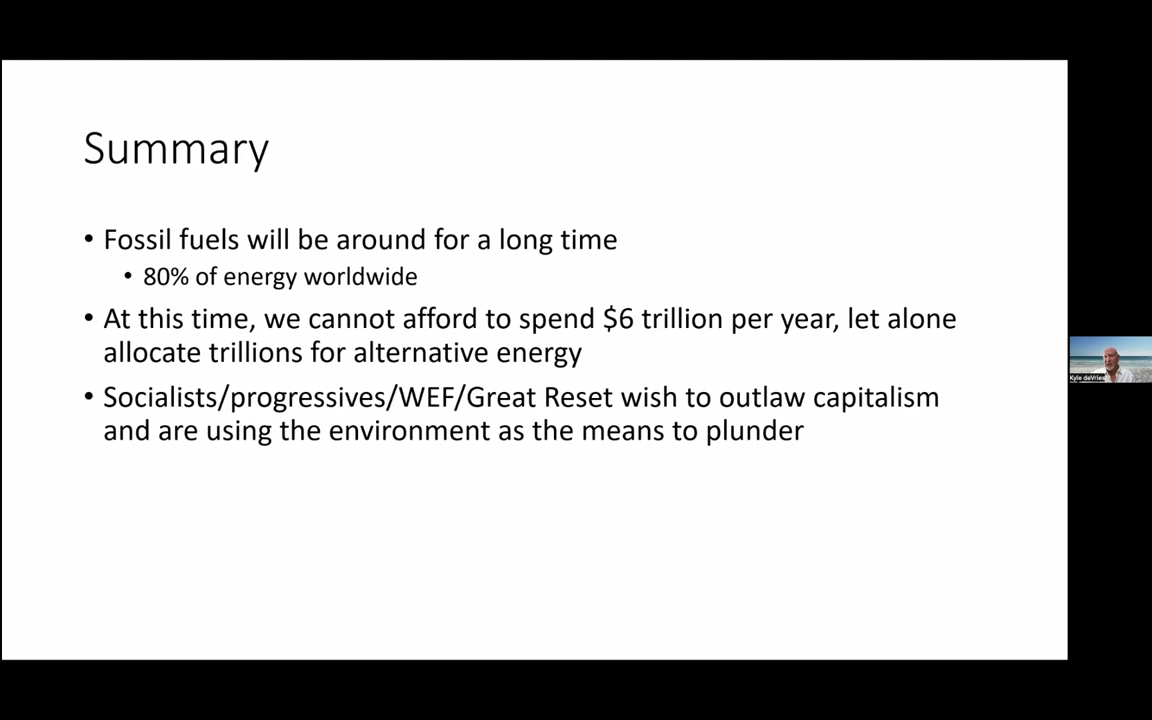 Summary
• Fossil fuels will be around for a long time
• 80% of energy worldwide
• At this time, we cannot afford to spend $6 trillion per year, let alone
allocate trillions for alternative energy
• Socialists/progressives/WEF/Great Reset wish to outlaw capitalism
and are using the environment as the means to plunder
Kyle deVries